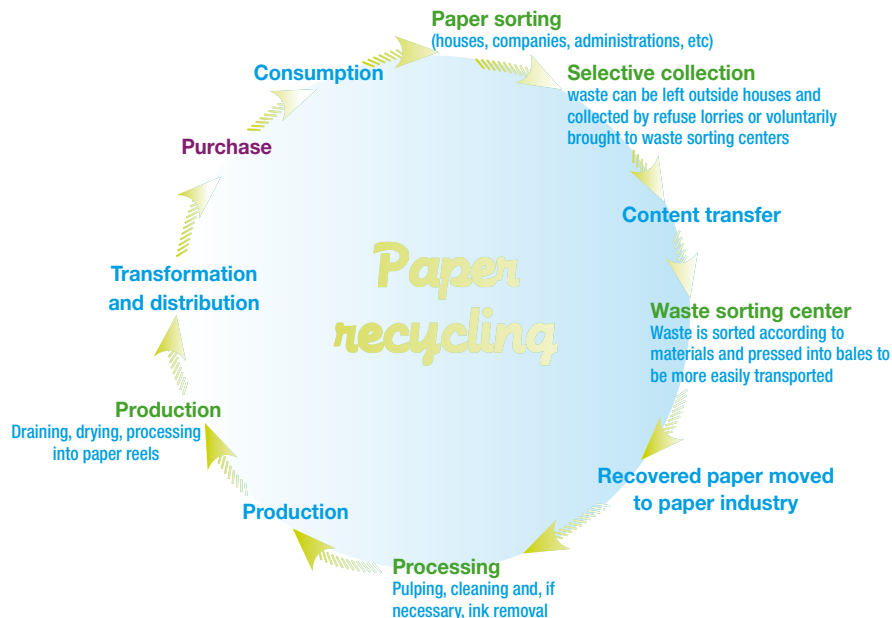 Paper sorting
(houses, companies, administrations, etc)
Selective collection
waste can be left outside houses and
collected by refuse lorries or voluntarily
brought to waste sorting centers
Content transfer
Waste sorting center
Waste is sorted according to
materials and pressed into bales to
be more easily transported
Recovered paper moved
to paper industry
Processing
Pulping, cleaning and, if
necessary, ink removal
Production
Production
Draining, drying, processing
into paper reels
Transformation
and distribution
Purchase
Consumption
Paper
recycling